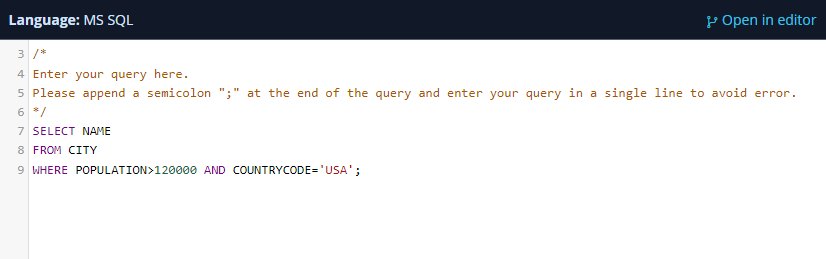 Language: MS SQL
Open in editor
3 /*
4 Enter your query here.
5 Please append a semicolon ";" at the end of the query and enter your query in a single line to avoid error.
6 */
7 SELECT NAME
8 FROM CITY
9 WHERE POPULATION>120000 AND COUNTRYCODE='USA';